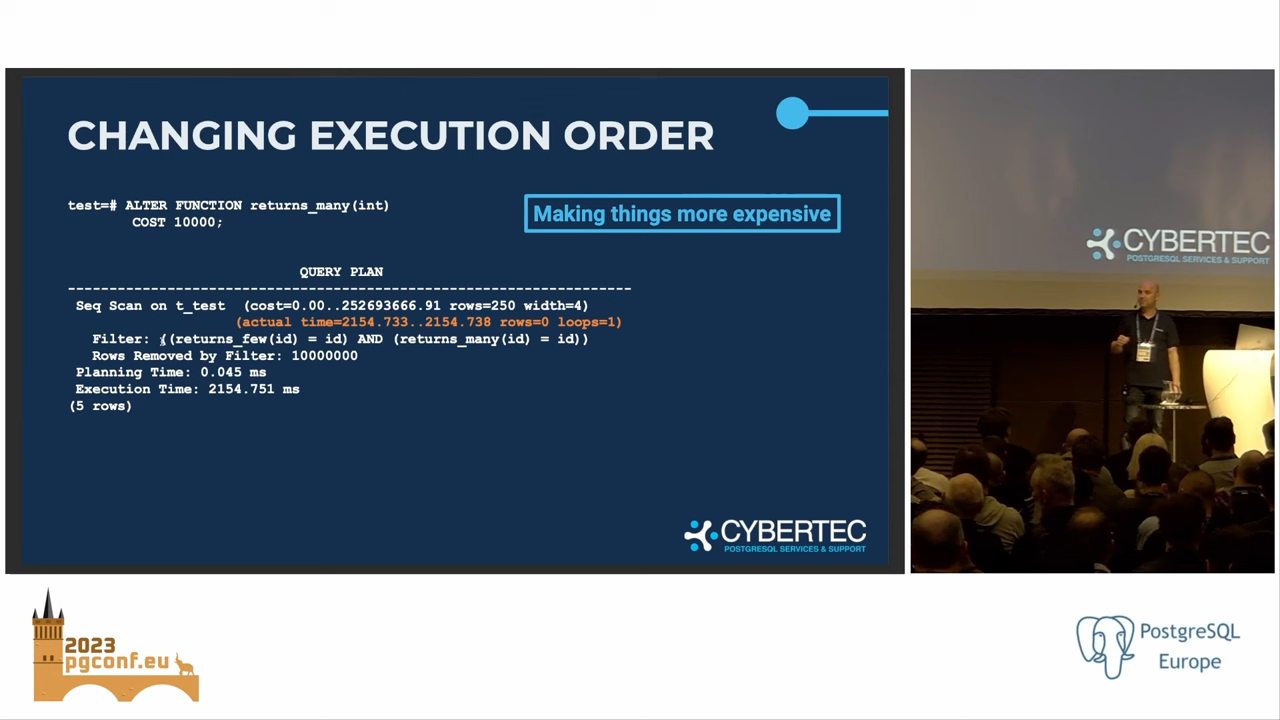 CHANGING EXECUTION ORDER
test=# ALTER FUNCTION returns_many(int)
COST 10000;
Making things more expensive
QUERY PLAN
---------------------------------------------------------------------
Seq Scan on t_test  (cost=0.00..252693666.91 rows=250 width=4)
(actual time=2154.733..2154.738 rows=0 loops=1)
Filter: ((returns_few(id) = id) AND (returns_many(id) = id))
Rows Removed by Filter: 10000000
Planning Time: 0.045 ms
Execution Time: 2154.751 ms
(5 rows)
CYBERTEC
POSTGRESQL SERVICES & SUPPORT
CYBERTEC
POSTGRESQL SERVICES & SUPPORT
2023
pgconf.eu
PostgreSQL
Europe